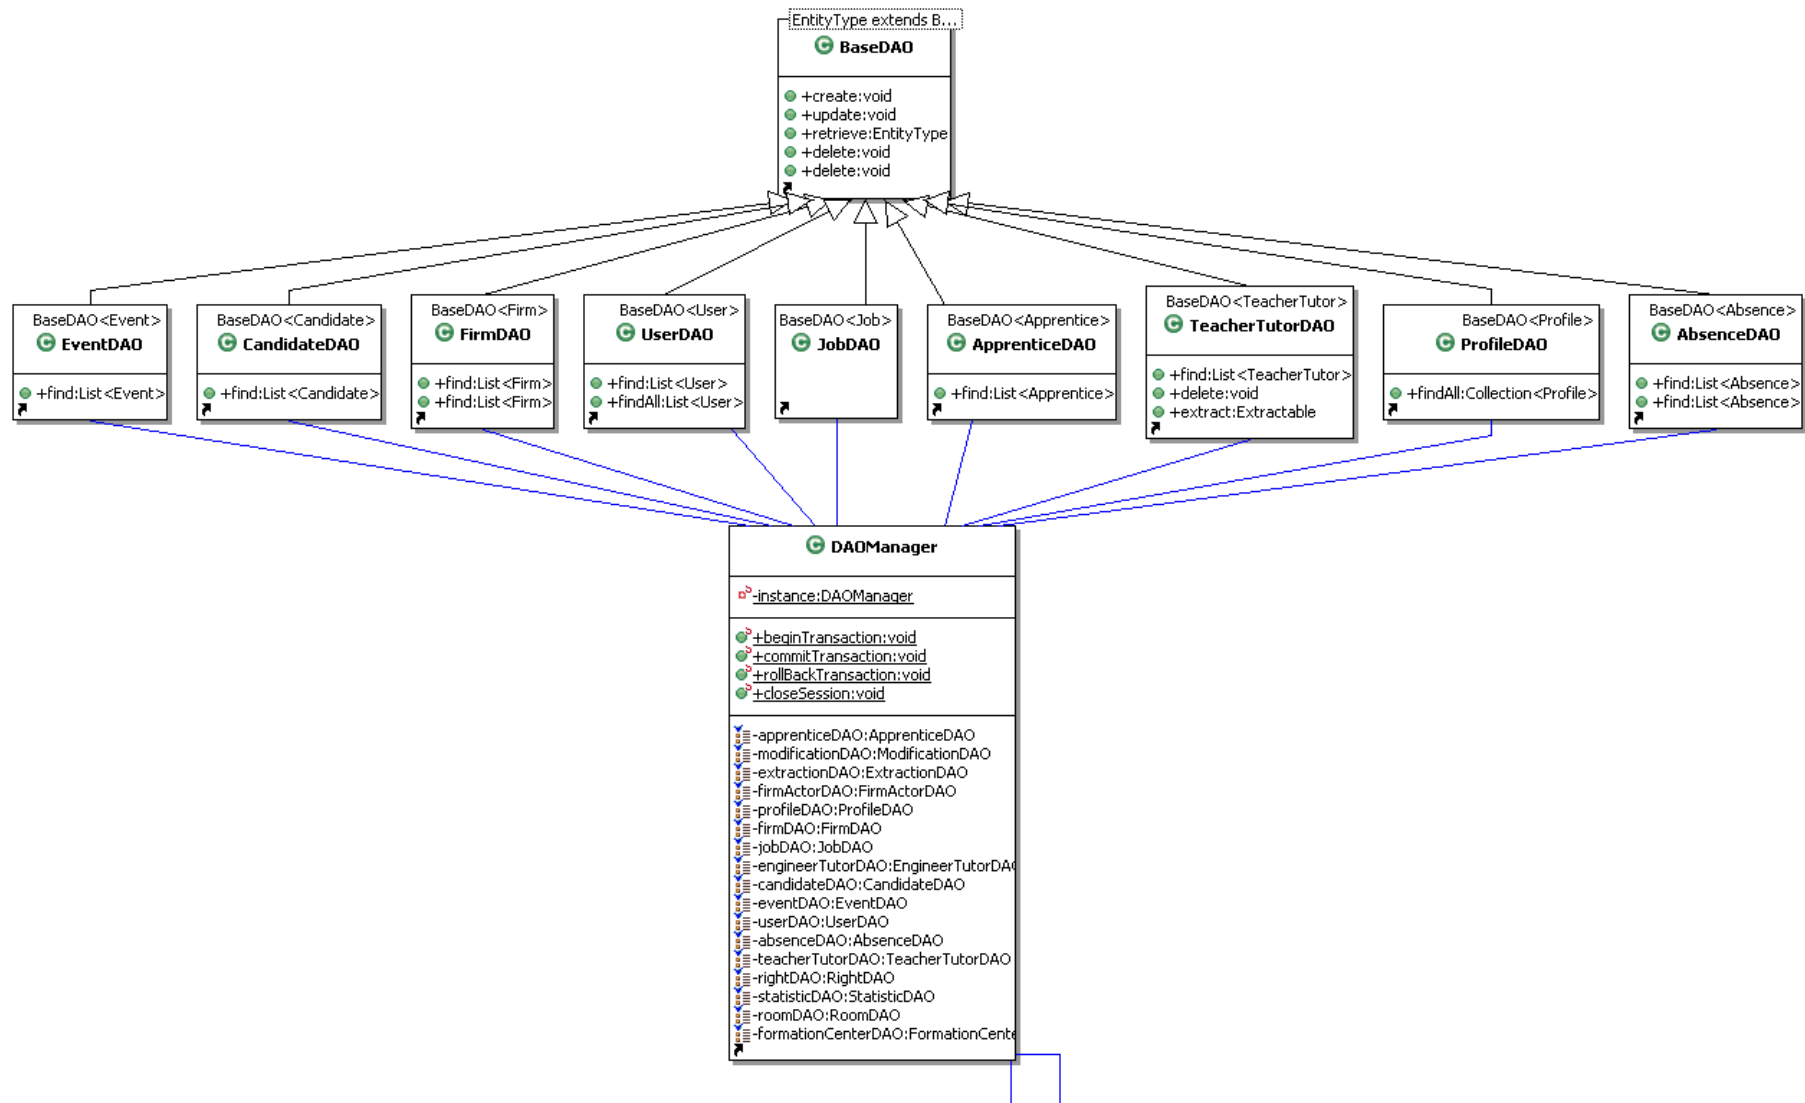 EntityType extends B...
BaseDAO
+create:void
+update:void
+retrieve:EntityType
+delete:void
+delete:void
BaseDAO<Event>
EventDAO
+find:List<Event>
BaseDAO<Candidate>
CandidateDAO
+find:List<Candidate>
BaseDAO<Firm>
FirmDAO
+find:List<Firm>
+find:List<Firm>
BaseDAO<User>
UserDAO
+find:List<User>
+findAll:List<User>
BaseDAO<Job>
JobDAO
BaseDAO<Apprentice>
ApprenticeDAO
+find:List<Apprentice>
BaseDAO<TeacherTutor>
TeacherTutorDAO
+find:List<TeacherTutor>
+delete:void
+extract:Extractable
BaseDAO<Profile>
ProfileDAO
+findAll:Collection<Profile>
BaseDAO<Absence>
AbsenceDAO
+find:List<Absence>
+find:List<Absence>
DAOManager
-instance:DAOManager
+beginTransaction:void
+commitTransaction:void
+rollBackTransaction:void
+closeSession:void
-apprenticeDAO:ApprenticeDAO
-modificationDAO:ModificationDAO
-extractionDAO:ExtractionDAO
-firmActorDAO:FirmActorDAO
-profileDAO:ProfileDAO
-firmDAO:FirmDAO
-jobDAO:JobDAO
-engineerTutorDAO:EngineerTutorDAO
-candidateDAO:CandidateDAO
-eventDAO:EventDAO
-userDAO:UserDAO
-absenceDAO:AbsenceDAO
-teacherTutorDAO:TeacherTutorDAO
-rightDAO:RightDAO
-statisticDAO:StatisticDAO
-roomDAO:RoomDAO
-formationCenterDAO:FormationCente